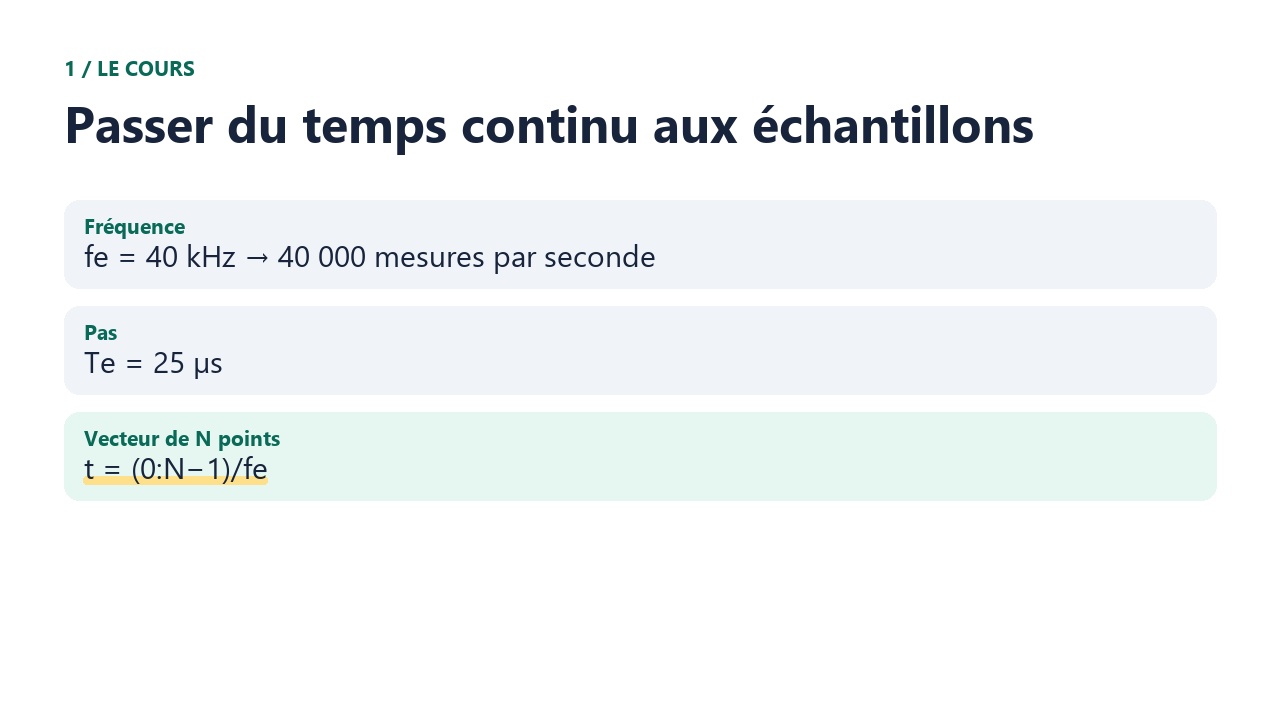 1 / LE COURS
Passer du temps continu aux échantillons
Fréquence
fe = 40 kHz → 40 000 mesures par seconde
Pas
Te = 25 µs
Vecteur de N points
t = (0:N−1)/fe